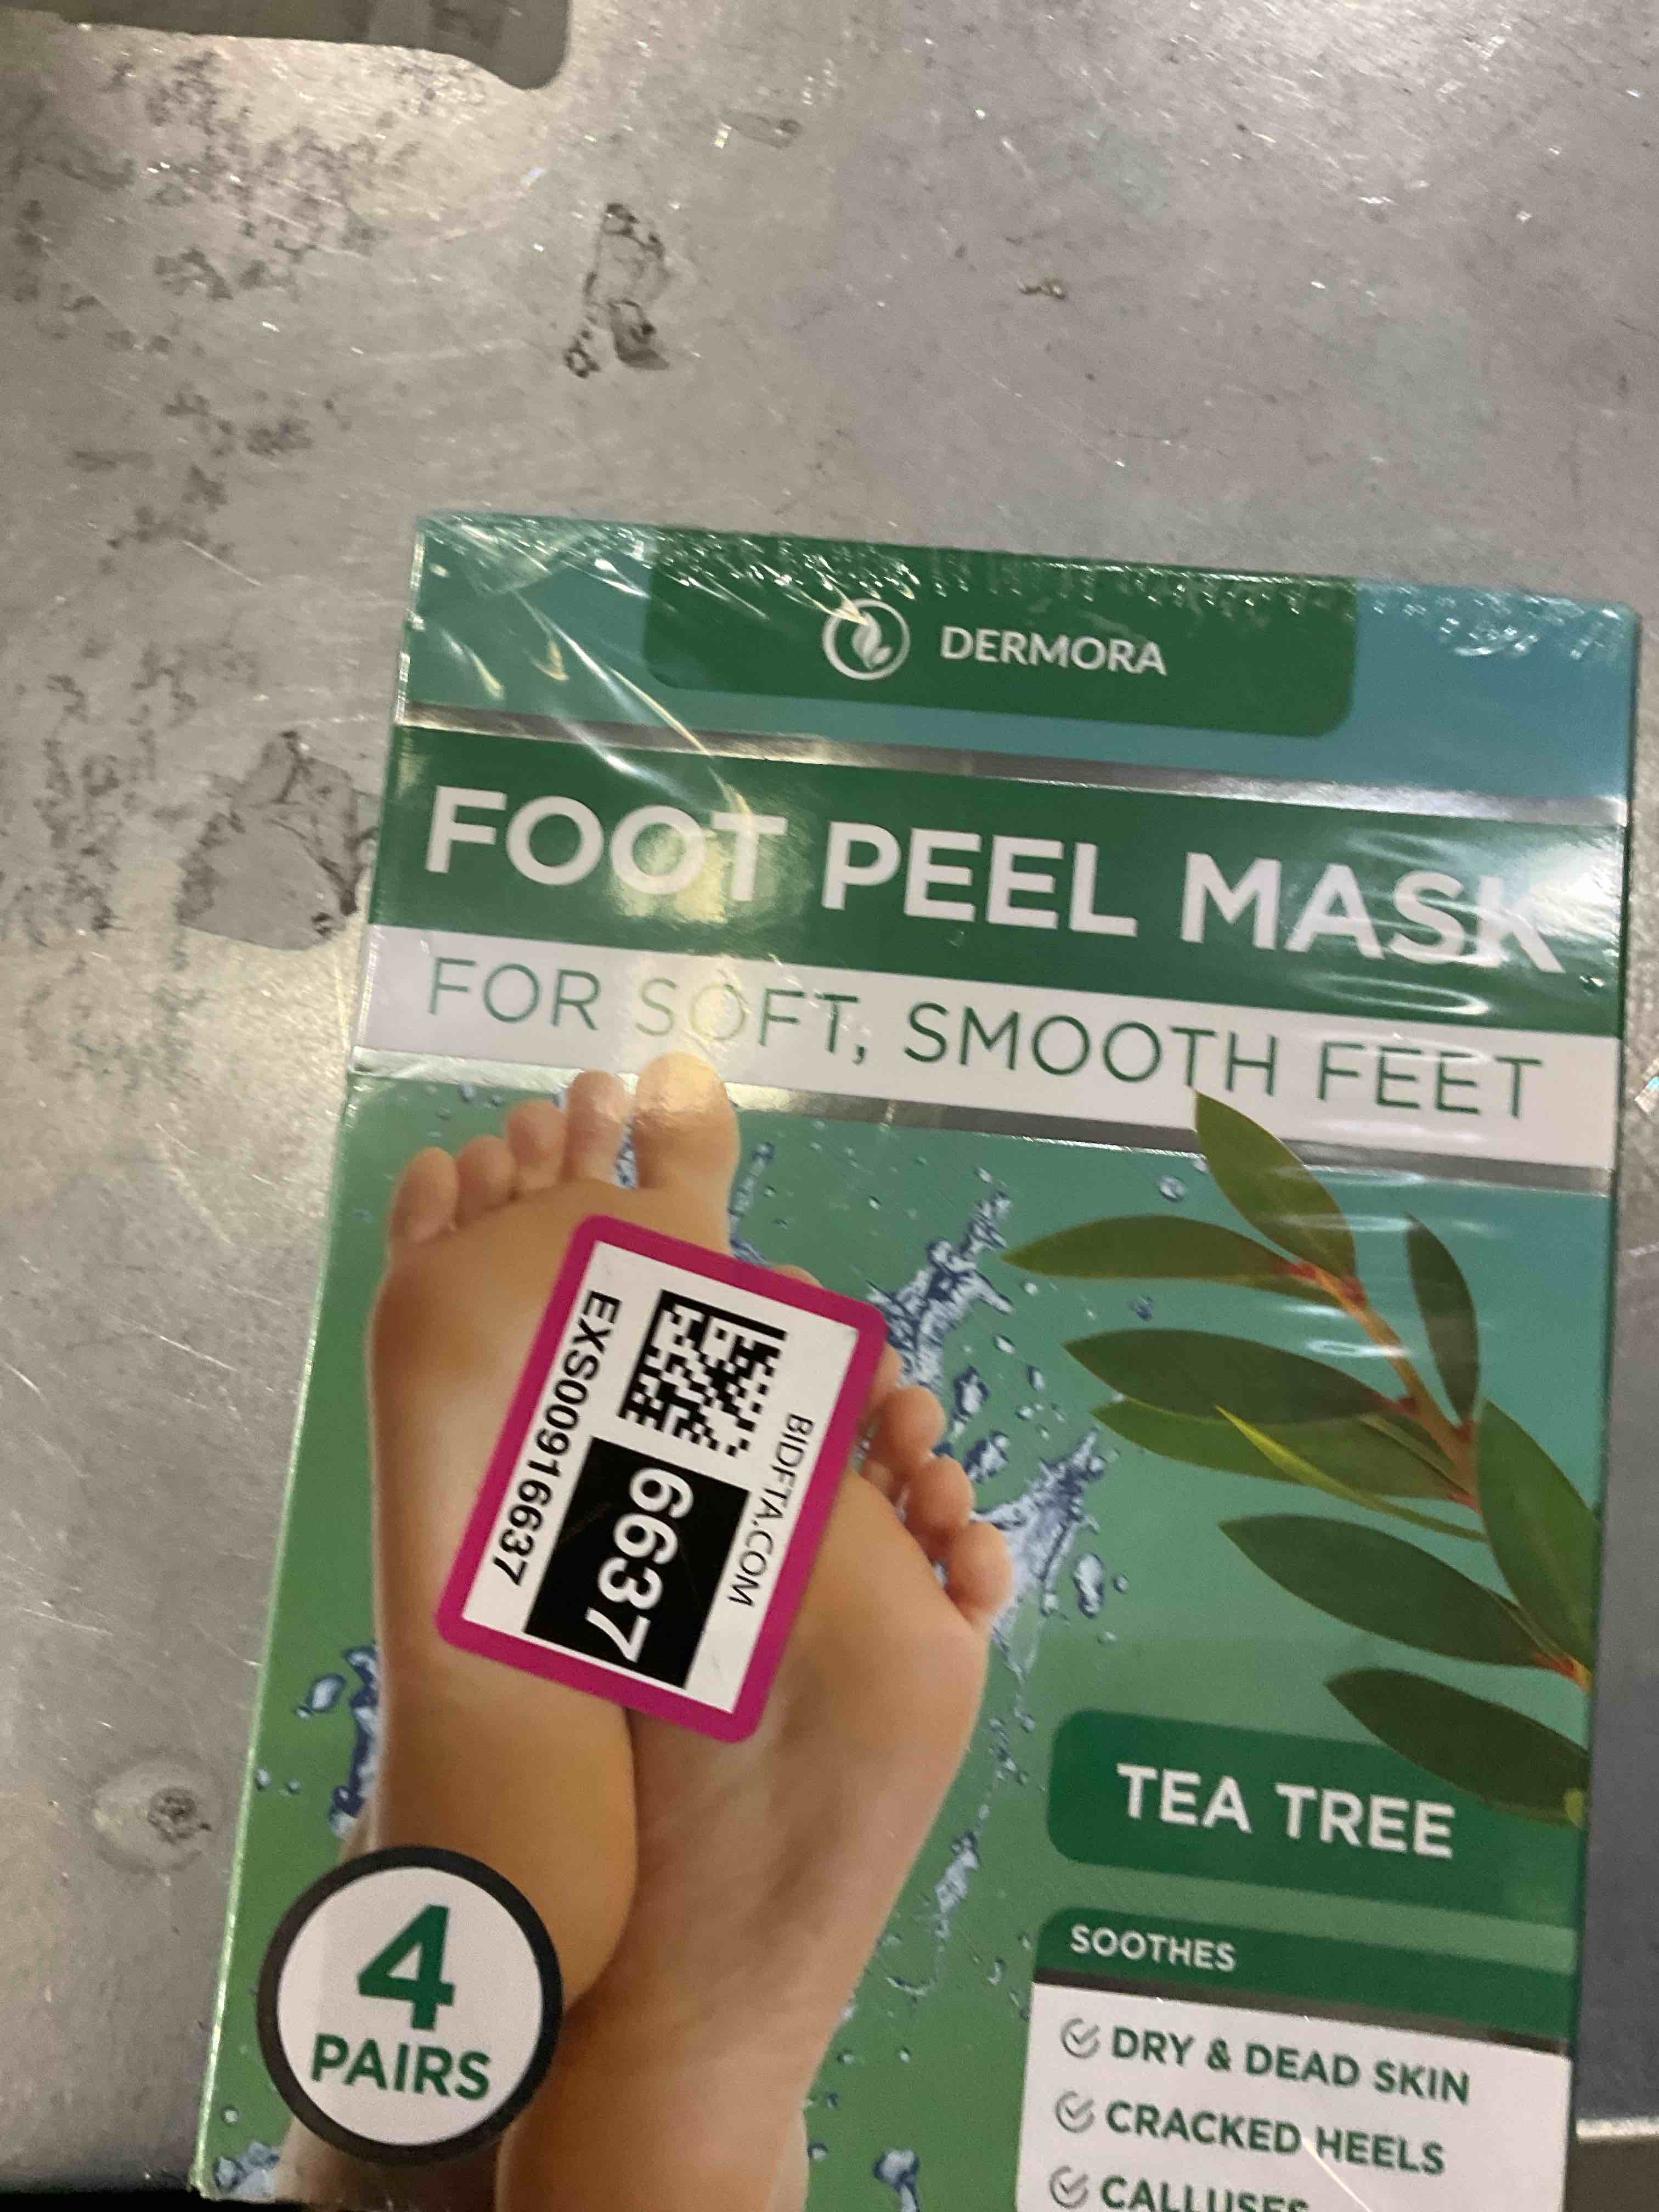 DERMORA
FOOT PEEL MASK
FOR SOFT, SMOOTH FEET
BIDFTA.COM
6637
EXS00916637
TEA TREE
SOOTHES
DRY & DEAD SKIN
CRACKED HEELS
CALLUSES
4
PAIRS